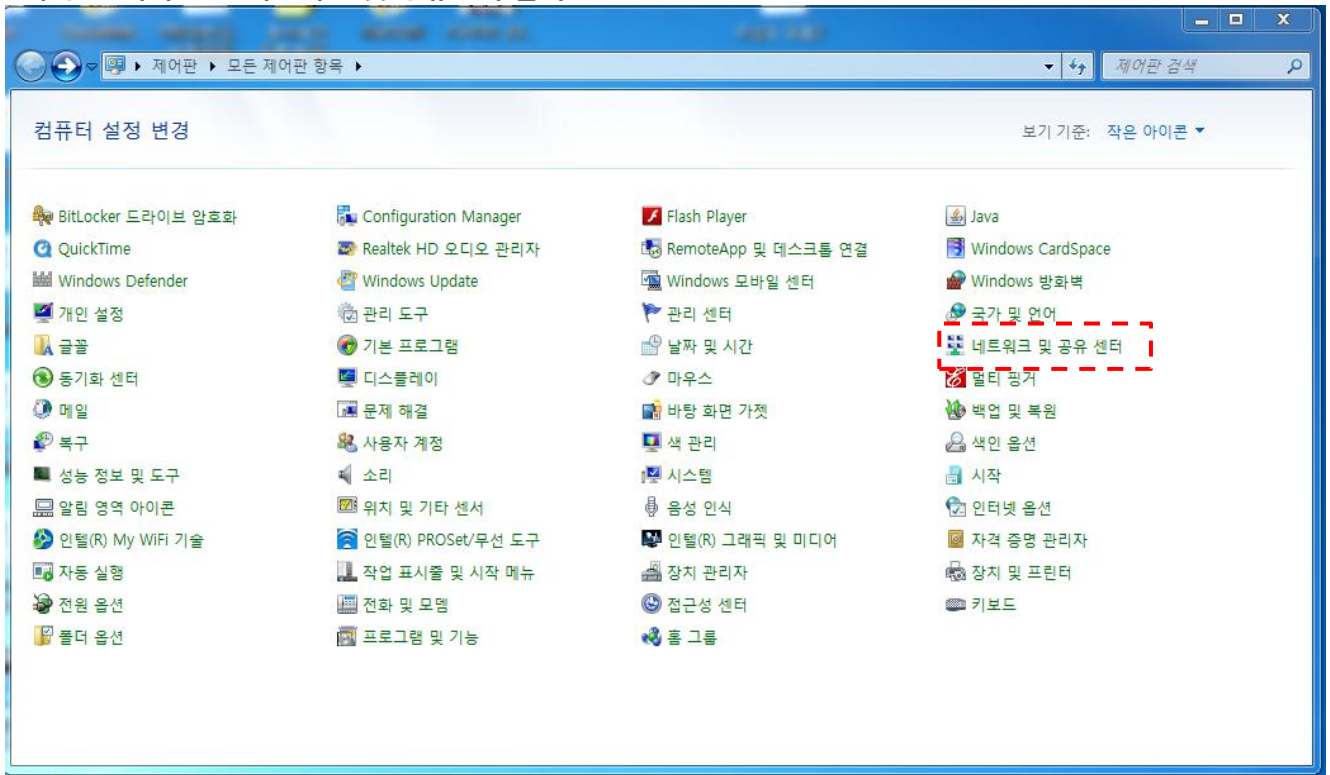 제어판 ▸ 모든 제어판 항목 ▸
제어판 검색
컴퓨터 설정 변경
보기 기준: 작은 아이콘
BitLocker 드라이브 암호화 Configuration Manager Flash Player Java
QuickTime Realtek HD 오디오 관리자 RemoteApp 및 데스크톱 연결 Windows CardSpace
Windows Defender Windows Update Windows 모바일 센터 Windows 방화벽
개인 설정 관리 도구 관리 센터 국가 및 언어
글꼴 기본 프로그램 날짜 및 시간 네트워크 및 공유 센터
동기화 센터 디스플레이 마우스 멀티 핑거
메일 문제 해결 바탕 화면 가젯 백업 및 복원
복구 사용자 계정 색 관리 색인 옵션
성능 정보 및 도구 소리 시스템 시작
알림 영역 아이콘 위치 및 기타 센서 음성 인식 인터넷 옵션
인텔(R) My WiFi 기술 인텔(R) PROSet/무선 도구 인텔(R) 그래픽 및 미디어 자격 증명 관리자
자동 실행 작업 표시줄 및 시작 메뉴 장치 관리자 장치 및 프린터
전원 옵션 전화 및 모뎀 접근성 센터 키보드
폴더 옵션 프로그램 및 기능 홈 그룹